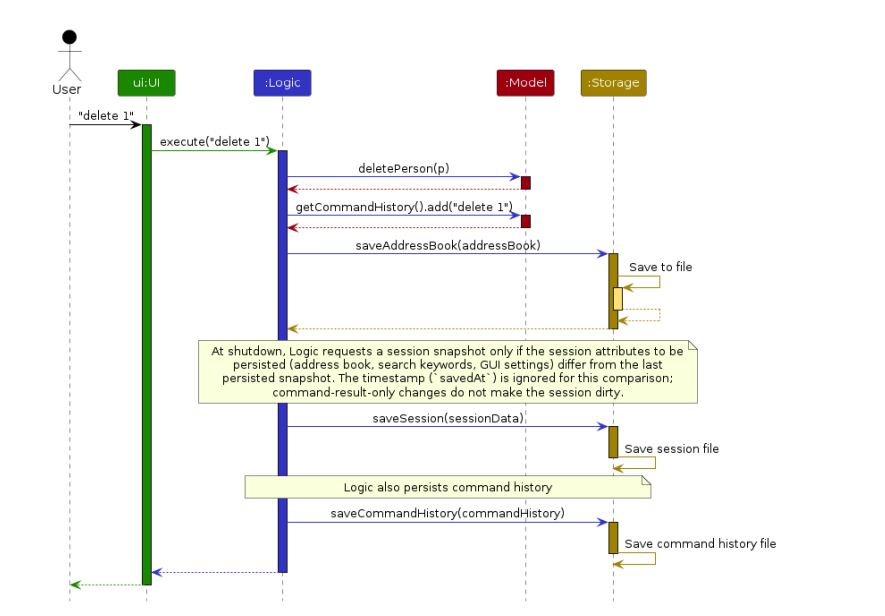 User
ui:UI
:Logic
:Model
:Storage
"delete 1"
execute("delete 1")
deletePerson(p)
getCommandHistory().add("delete 1")
saveAddressBook(addressBook)
Save to file
At shutdown, Logic requests a session snapshot only if the session attributes to be
persisted (address book, search keywords, GUI settings) differ from the last
persisted snapshot. The timestamp (`savedAt`) is ignored for this comparison;
command-result-only changes do not make the session dirty.
saveSession(sessionData)
Save session file
Logic also persists command history
saveCommandHistory(commandHistory)
Save command history file